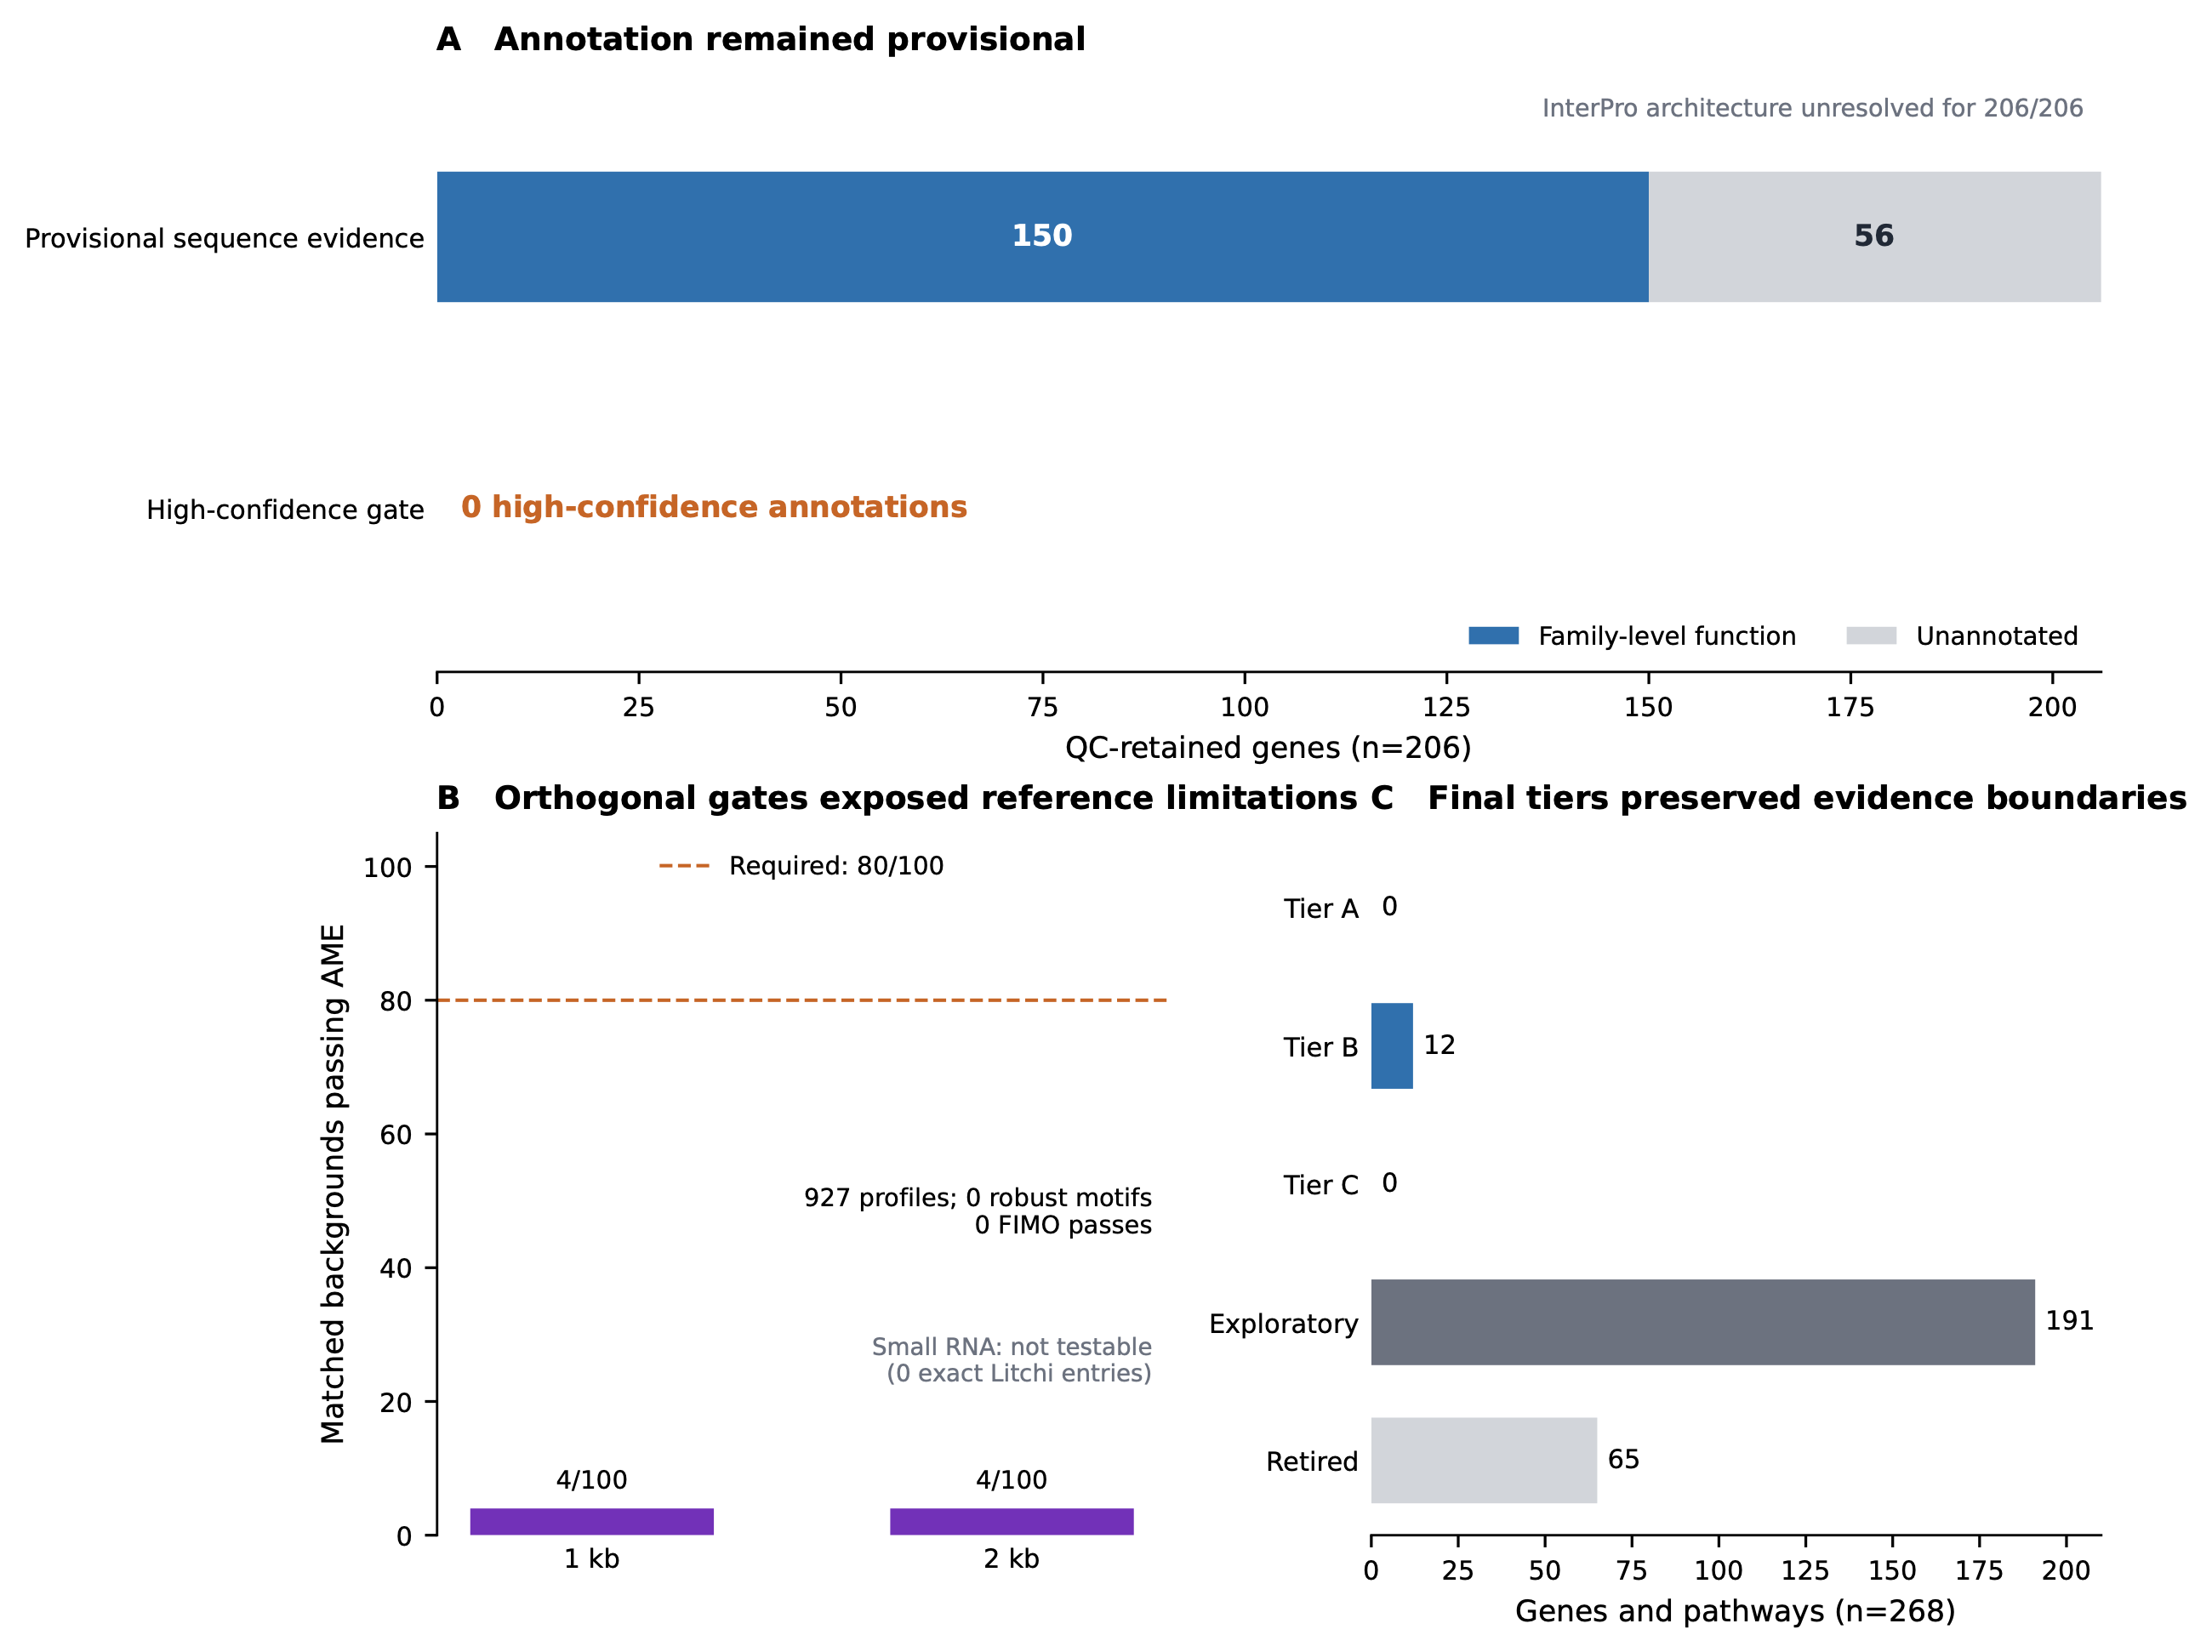 A Annotation remained provisional
InterPro architecture unresolved for 206/206
Provisional sequence evidence
150
56
High-confidence gate
0 high-confidence annotations
Family-level function
Unannotated
0 25 50 75 100 125 150 175 200
QC-retained genes (n=206)
B Orthogonal gates exposed reference limitations
Matched backgrounds passing AME
100
80
60
40
20
0
Required: 80/100
927 profiles; 0 robust motifs
0 FIMO passes
Small RNA: not testable
(0 exact Litchi entries)
4/100
4/100
1 kb
2 kb
C Final tiers preserved evidence boundaries
Tier A 0
Tier B 12
Tier C 0
Exploratory 191
Retired 65
0 25 50 75 100 125 150 175 200
Genes and pathways (n=268)